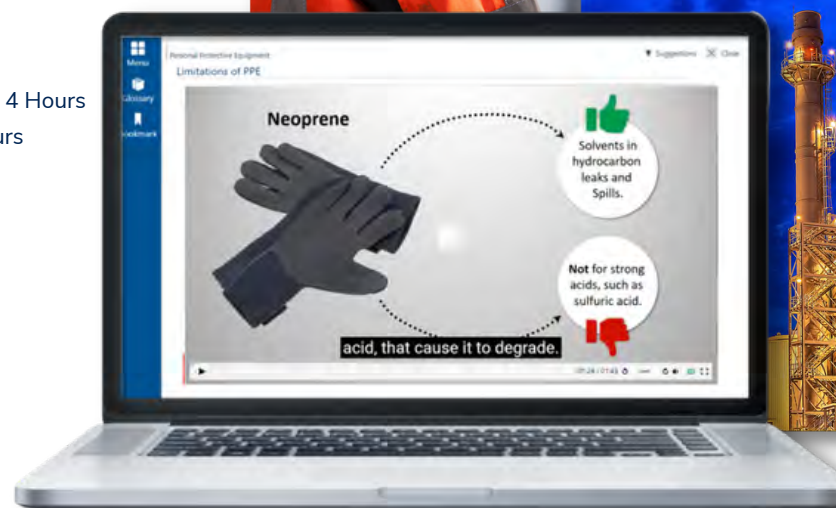 4 Hours
urs
Menu
Glossary
Bookmark
Personal Protective Equipment
Suggestions
Close
Limitations of PPE
Neoprene
Solvents in
hydrocarbon
leaks and
Spills.
Not for strong
acids, such as
sulfuric acid.
acid, that cause it to degrade.